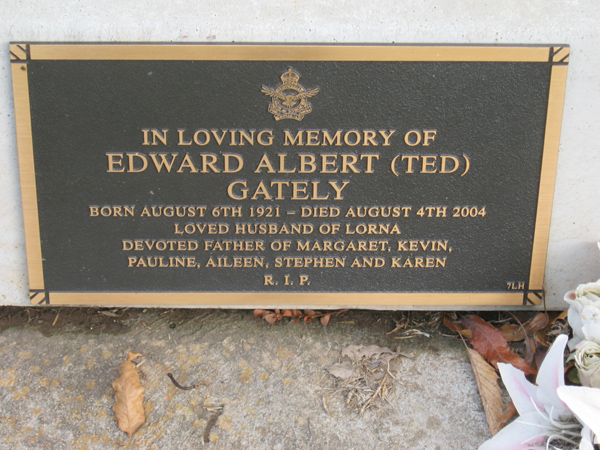 IN LOVING MEMORY OF
EDWARD ALBERT (TED)
GATELY
BORN AUGUST 6TH 1921 – DIED AUGUST 4TH 2004
LOVED HUSBAND OF LORNA
DEVOTED FATHER OF MARGARET, KEVIN,
PAULINE, AILEEN, STEPHEN AND KAREN
R. I. P.
7LH